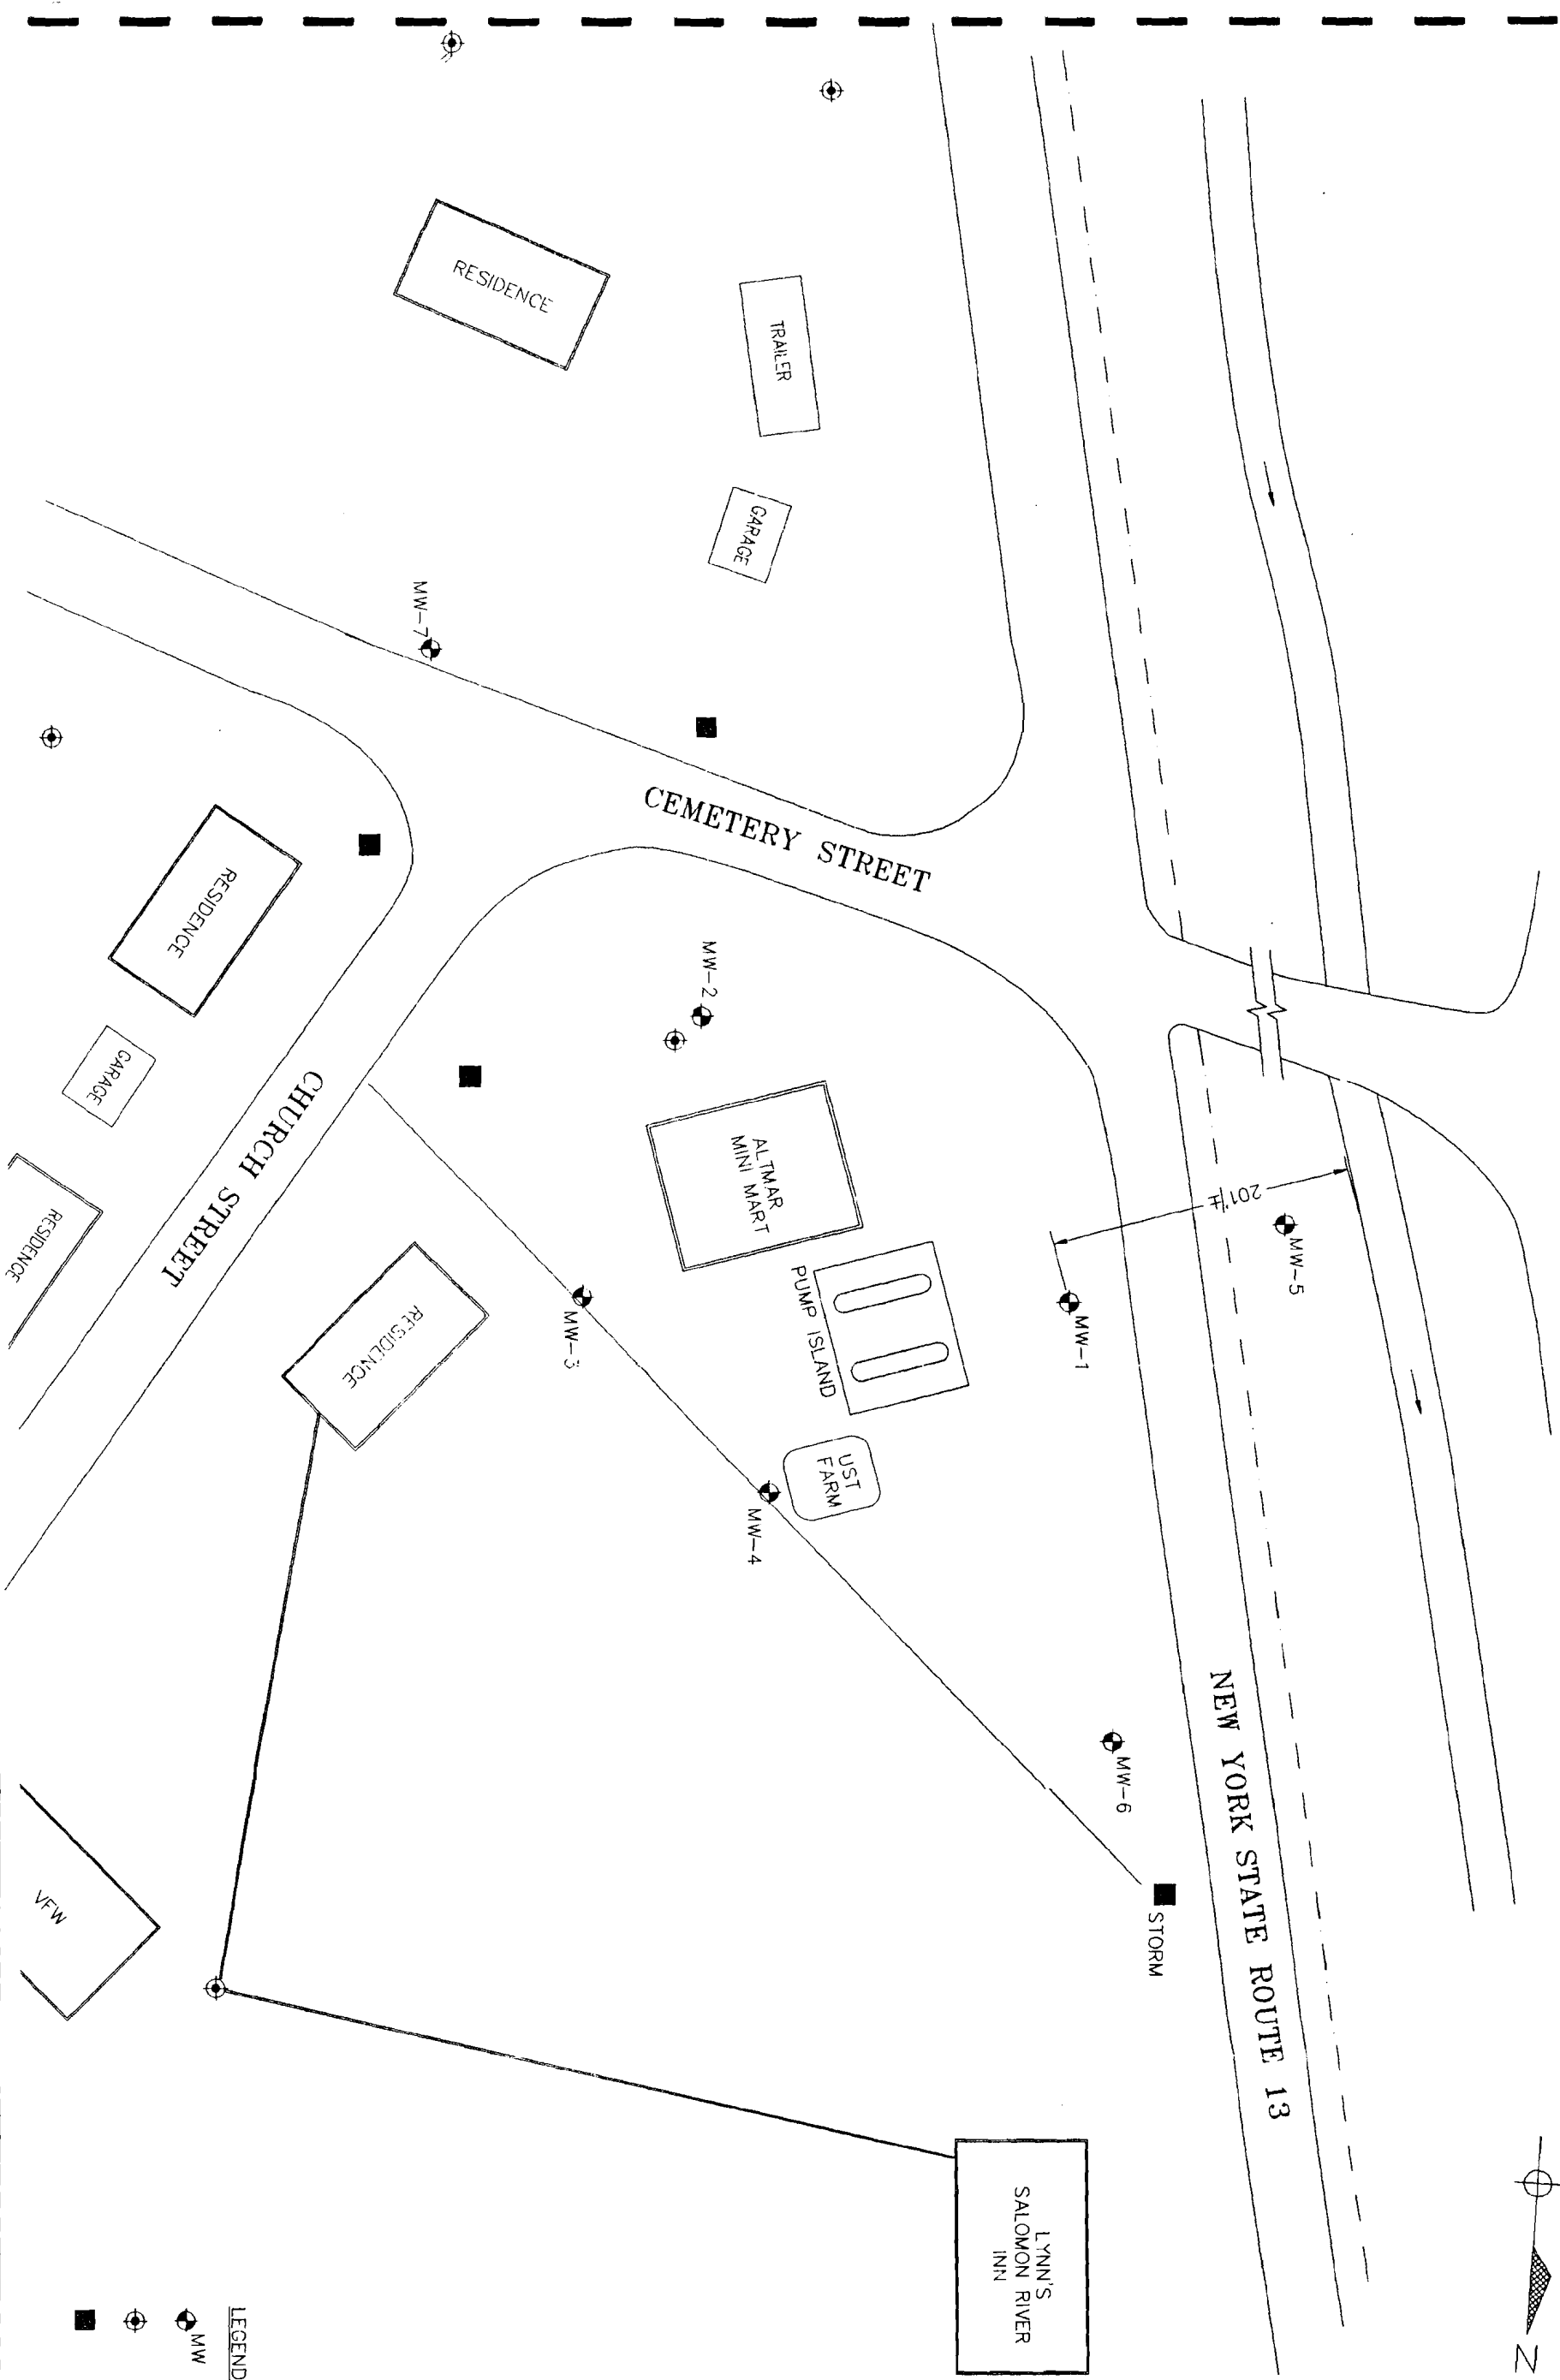 RESIDENCE
TRAILER
GARAGE
MW-7
CEMETERY STREET
RESIDENCE
GARAGE
CHURCH STREET
RESIDENCE
MW-2
ALTMAR
MINI MART
PUMP ISLAND
RESIDENCE
MW-3
UST
FARM
MW-4
201'±
MW-5
MW-1
MW-6
STORM
NEW YORK STATE ROUTE 13
VFW
LYNN'S
SALOMON RIVER
INN
N
LEGEND
MW